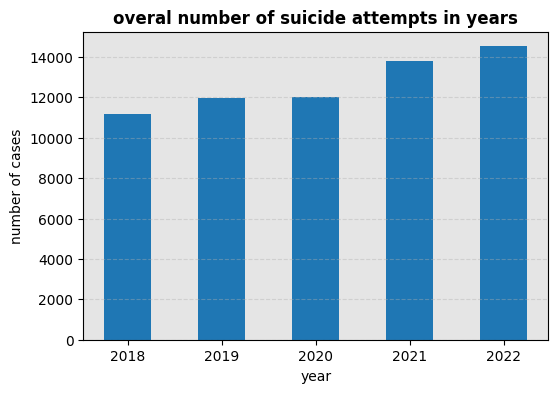 overal number of suicide attempts in years
number of cases
14000
12000
10000
8000
6000
4000
2000
0
2018 2019 2020 2021 2022
year